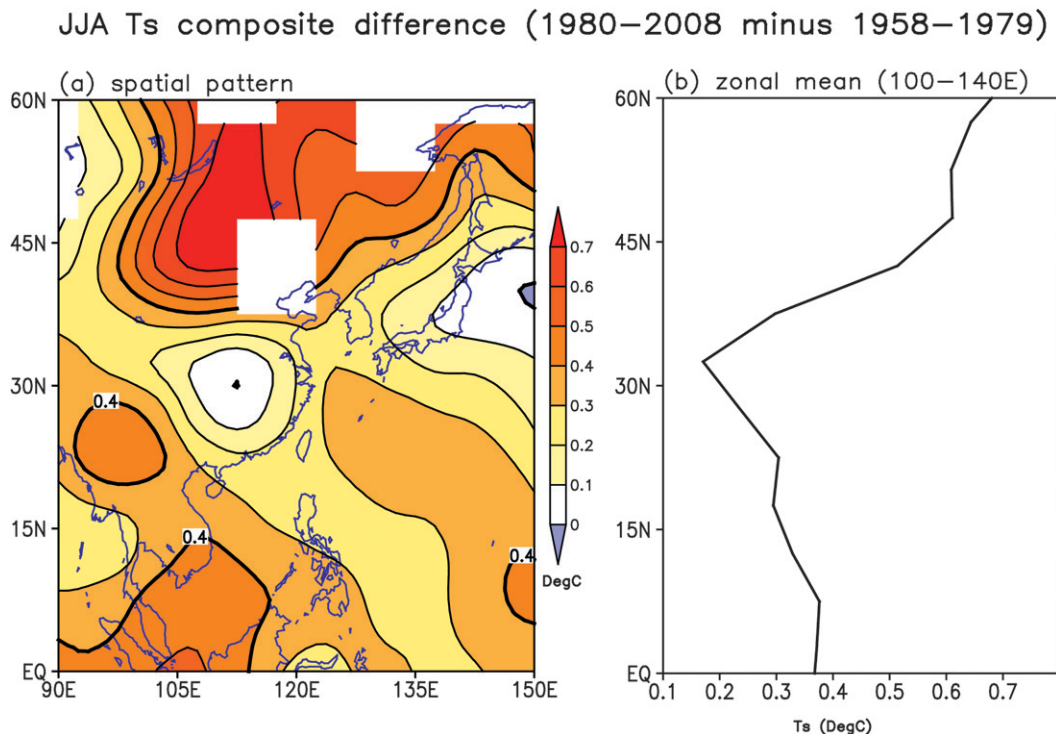 JJA Ts composite difference (1980−2008 minus 1958−1979)
(a) spatial pattern
60N
45N
30N
15N
EQ
90E 105E 120E 135E 150E
0.4
0.4
0.4
0.7
0.6
0.5
0.4
0.3
0.2
0.1
0
DegC
(b) zonal mean (100−140E)
60N
45N
30N
15N
EQ
0.1 0.2 0.3 0.4 0.5 0.6 0.7
Ts (DegC)